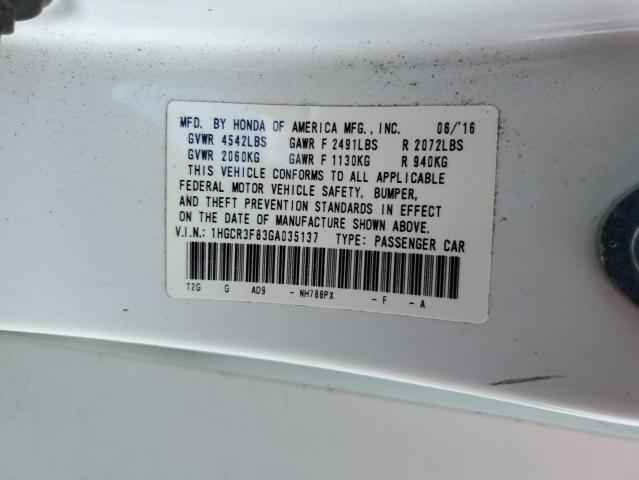 MFD. BY HONDA OF AMERICA MFG., INC. 06/'16
GVWR 4542LBS GAWR F 2491LBS R 2072LBS
GVWR 2060KG GAWR F 1130KG R 940KG
THIS VEHICLE CONFORMS TO ALL APPLICABLE
FEDERAL MOTOR VEHICLE SAFETY, BUMPER,
AND THEFT PREVENTION STANDARDS IN EFFECT
ON THE DATE OF MANUFACTURE SHOWN ABOVE.
V.I.N.: 1HGCR3F83GA035137 TYPE: PASSENGER CAR
T2G G AD9 - NH788PX - F - A